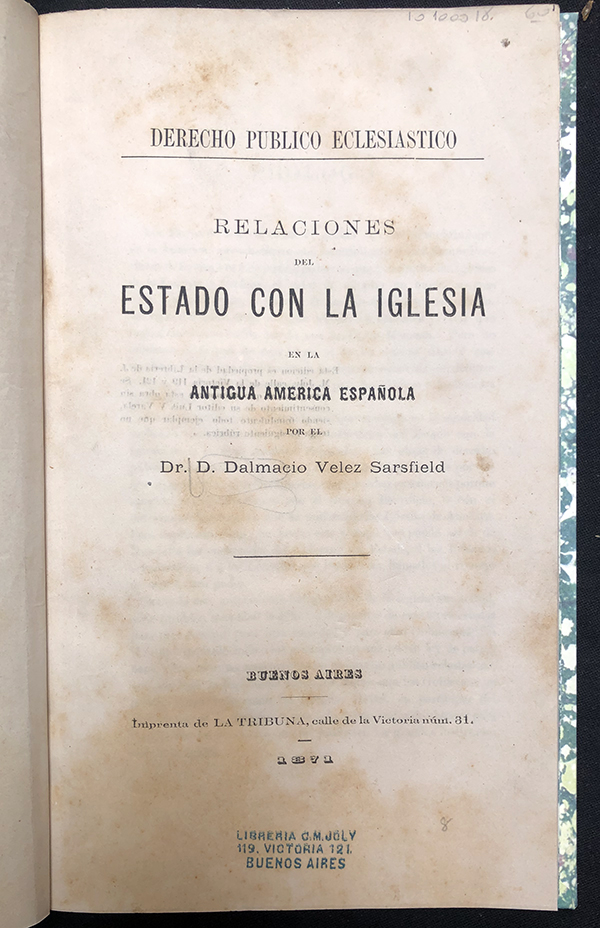 DERECHO PUBLICO ECLESIASTICO
RELACIONES
DEL
ESTADO CON LA IGLESIA
EN LA
ANTIGUA AMERICA ESPAÑOLA
POR EL
Dr. D. Dalmacio Velez Sarsfield
BUENOS AIRES
Imprenta de LA TRIBUNA, calle de la Victoria núm. 31.
1871
8
LIBRERIA C.M.JOLY
119. VICTORIA 121.
BUENOS AIRES